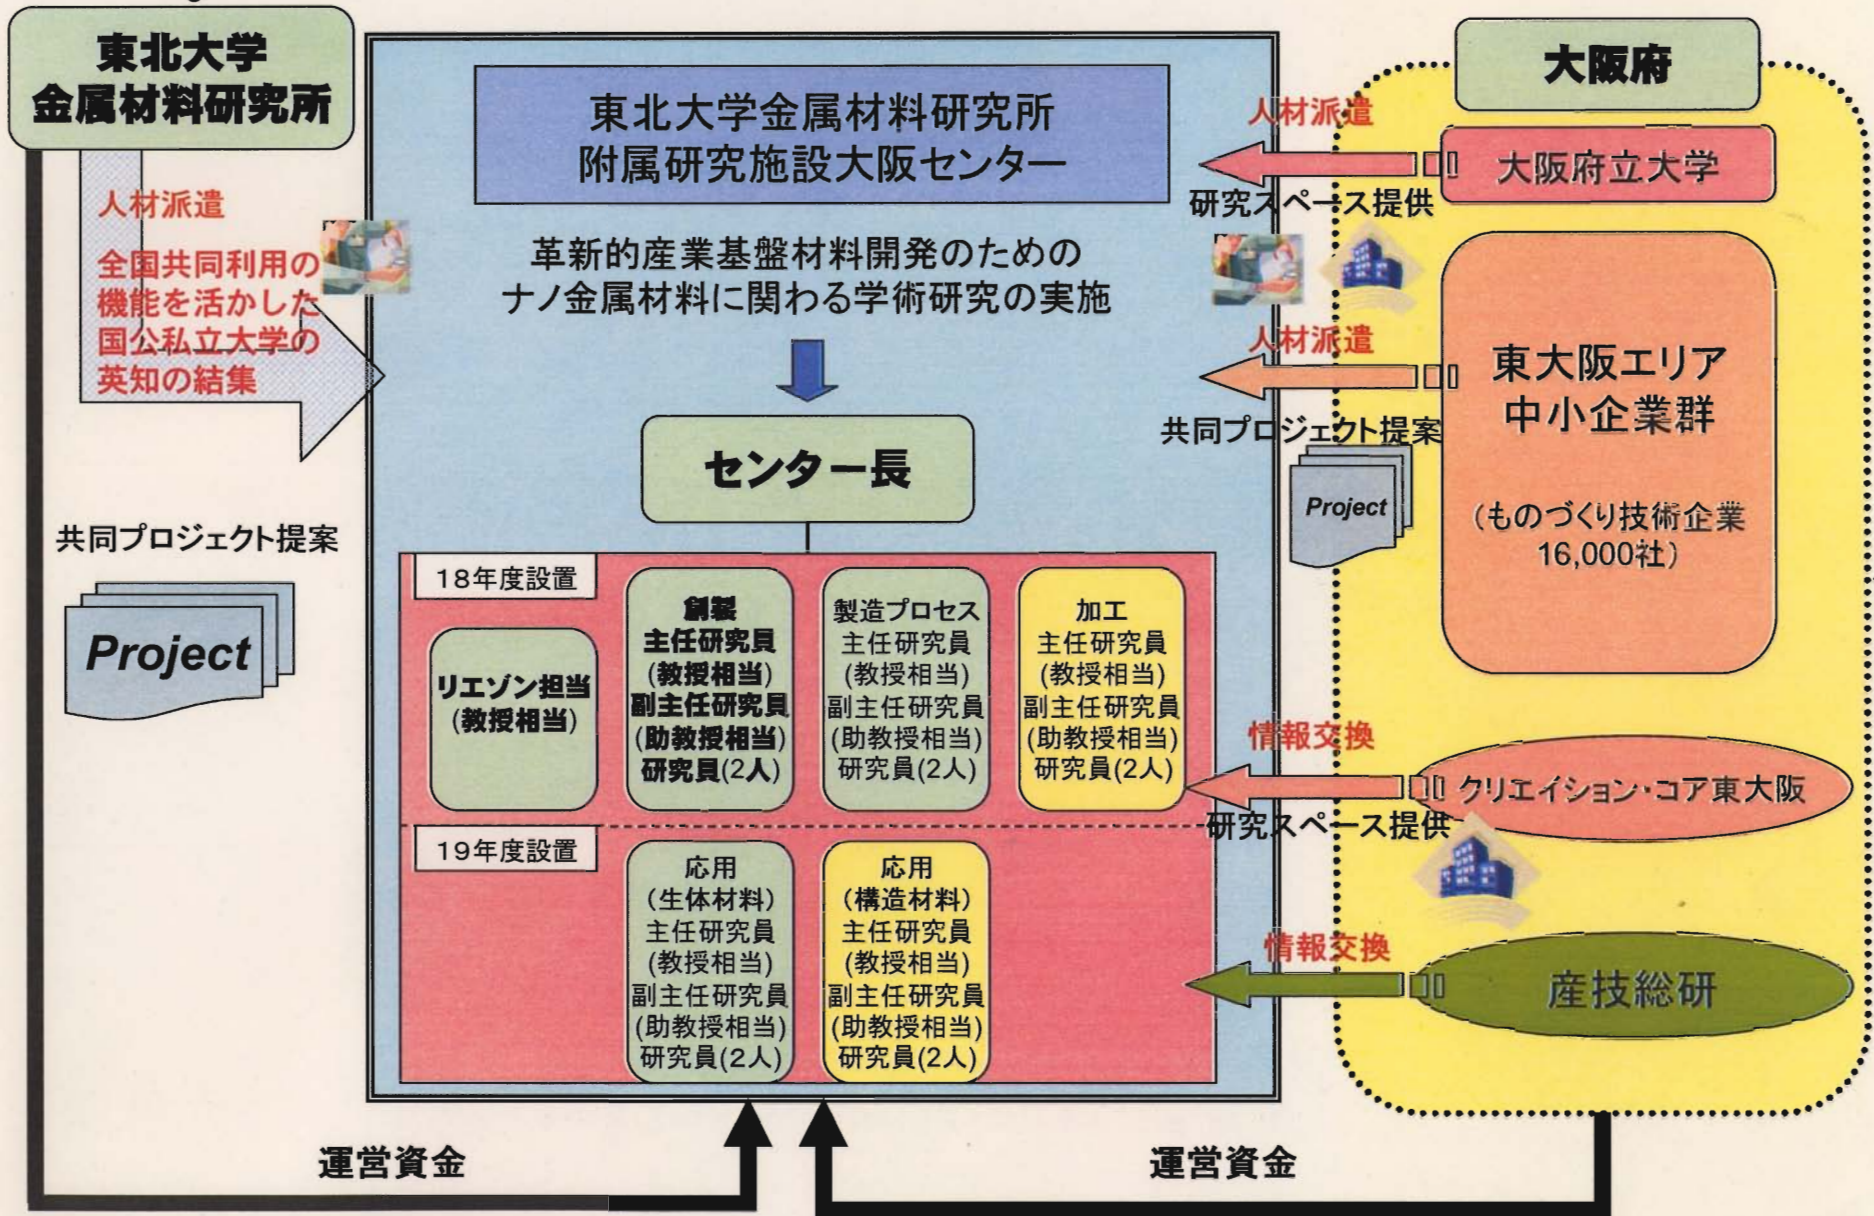 東北大学
金属材料研究所
人材派遣
全国共同利用の
機能を活かした
国公私立大学の
英知の結集
共同プロジェクト提案
Project
東北大学金属材料研究所
附属研究施設大阪センター
革新的産業基盤材料開発のための
ナノ金属材料に関わる学術研究の実施
センター長
18年度設置
リエゾン担当
(教授相当)
創製
主任研究員
(教授相当)
副主任研究員
(助教授相当)
研究員(2人)
製造プロセス
主任研究員
(教授相当)
副主任研究員
(助教授相当)
研究員(2人)
加工
主任研究員
(教授相当)
副主任研究員
(助教授相当)
研究員(2人)
19年度設置
応用
(生体材料)
主任研究員
(教授相当)
副主任研究員
(助教授相当)
研究員(2人)
応用
(構造材料)
主任研究員
(教授相当)
副主任研究員
(助教授相当)
研究員(2人)
大阪府
人材派遣
大阪府立大学
研究スペース提供
人材派遣
東大阪エリア
中小企業群
(ものづくり技術企業
16,000社)
共同プロジェクト提案
Project
情報交換
クリエイション・コア東大阪
研究スペース提供
情報交換
産技総研
運営資金
運営資金